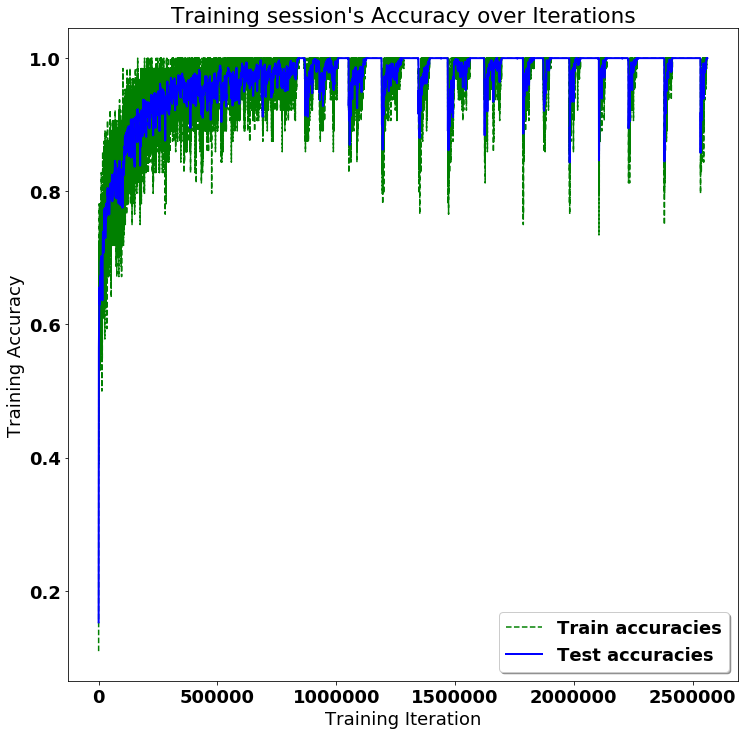 Training session's Accuracy over Iterations
Training Accuracy
1.0
0.8
0.6
0.4
0.2
Train accuracies
Test accuracies
0 500000 1000000 1500000 2000000 2500000
Training Iteration